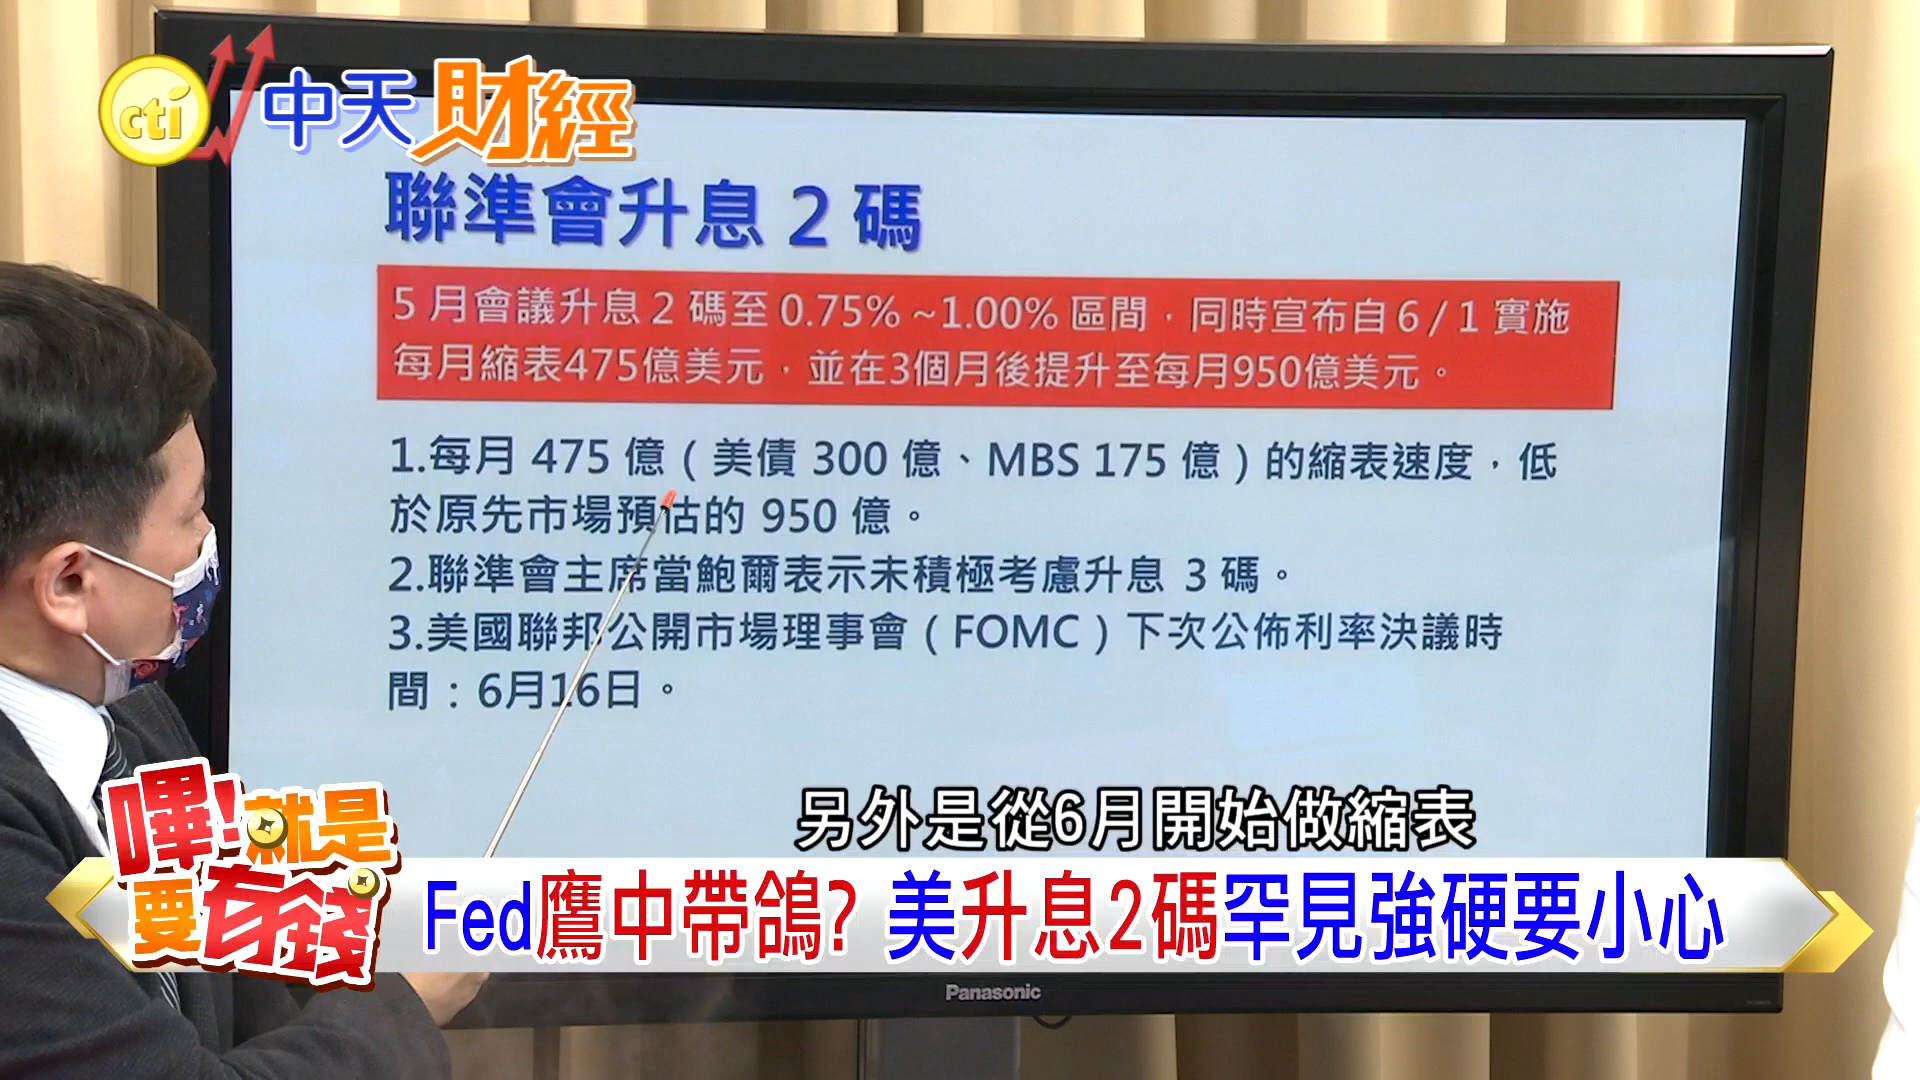 cti 中天財經
聯準會升息 2 碼
5 月會議升息 2 碼至 0.75% ~1.00% 區間，同時宣布自 6 / 1 實施
每月縮表475億美元，並在3個月後提升至每月950億美元。
1.每月 475 億（美債 300 億、MBS 175 億）的縮表速度，低
於原先市場預估的 950 億。
2.聯準會主席當鮑爾表示未積極考慮升息 3 碼。
3.美國聯邦公開市場理事會（FOMC）下次公佈利率決議時
間：6月16日。
另外是從6月開始做縮表
嗶!就是
要有錢
Fed鷹中帶鴿? 美升息2碼罕見強硬要小心
Panasonic